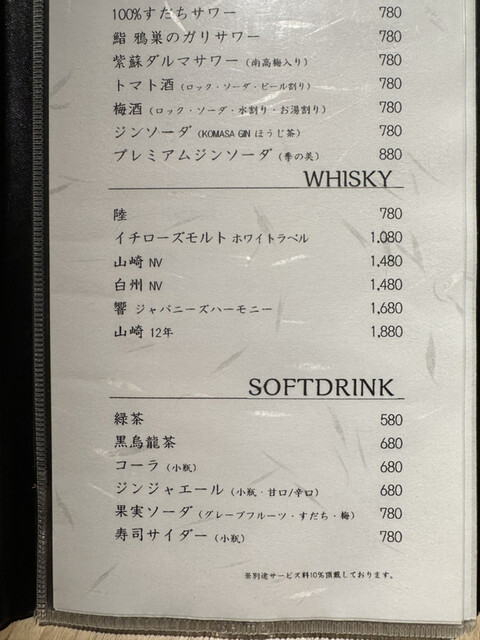 100%すだちサワー 780
鮨 鴉巣のガリサワー 780
紫蘇ダルマサワー (南高梅入り) 780
トマト酒 (ロック・ソーダ・ビール割り) 780
梅酒 (ロック・ソーダ・水割り・お湯割り) 780
ジンソーダ (KOMASA GIN ほうじ茶) 780
プレミアムジンソーダ (季の美) 880
WHISKY
陸 780
イチローズモルト ホワイトラベル 1,080
山崎 NV 1,480
白州 NV 1,480
響 ジャパニーズハーモニー 1,680
山崎 12年 1,880
SOFTDRINK
緑茶 580
黒烏龍茶 680
コーラ (小瓶) 680
ジンジャエール (小瓶・甘口/辛口) 680
果実ソーダ (グレープフルーツ・すだち・梅) 780
寿司サイダー (小瓶) 780
※別途サービス料10%頂戴しております。